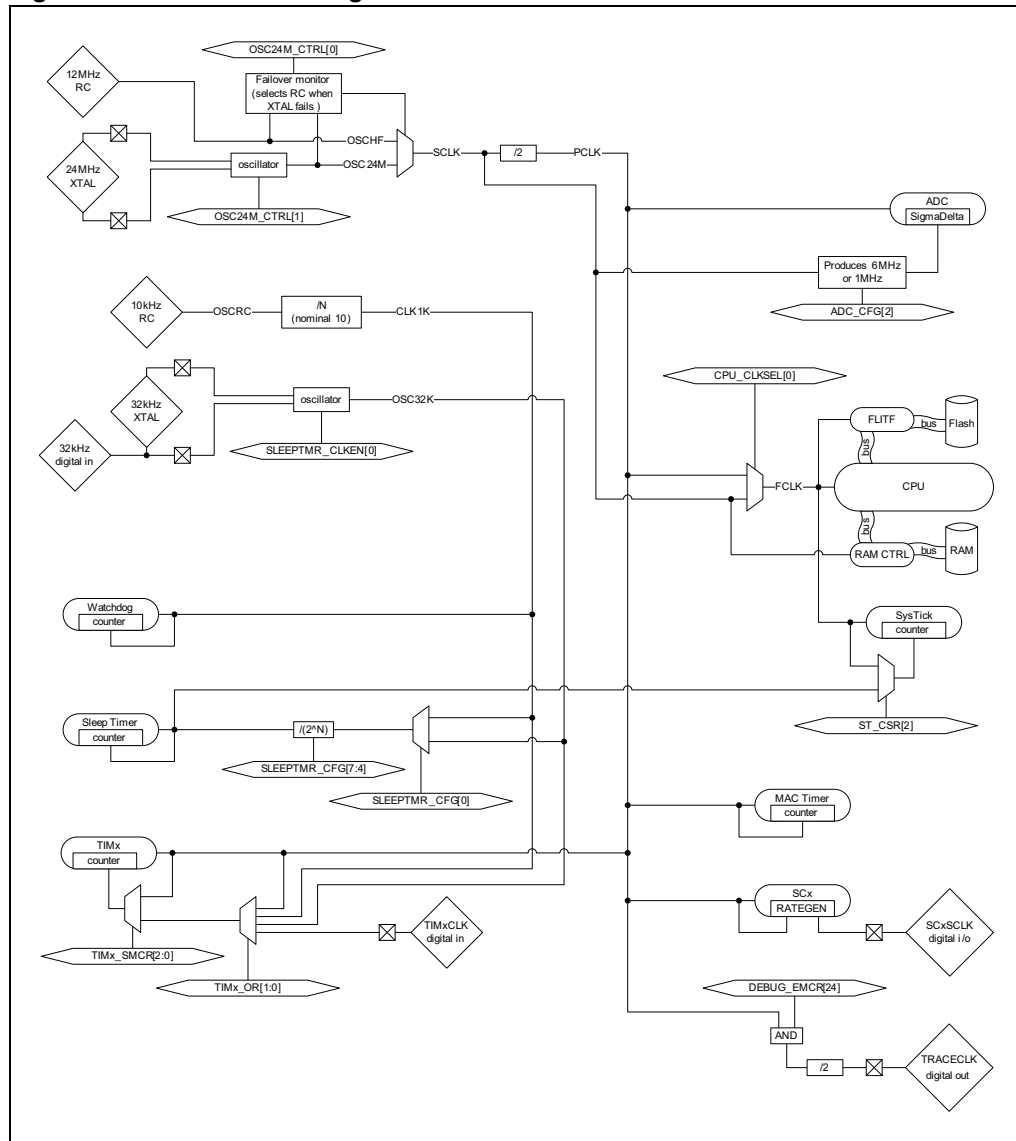 OSC24M_CTRL[0]
12MHz
RC
Failover monitor
(selects RC when
XTAL fails )
OSCHF
SCLK
/2
PCLK
24MHz
XTAL
oscillator
OSC24M
OSC24M_CTRL[1]
ADC
SigmaDelta
Produces 6MHz
or 1MHz
ADC_CFG[2]
10kHz
RC
OSCRC
/N
(nominal 10)
CLK1K
CPU_CLKSEL[0]
32kHz
XTAL
oscillator
OSC32K
SLEEPTMR_CLKEN[0]
32kHz
digital in
FLITF
bus
Flash
bus
FCLK
CPU
bus
RAM CTRL
bus
RAM
Watchdog
counter
SysTick
counter
Sleep Timer
counter
/(2^N)
SLEEPTMR_CFG[7:4]
SLEEPTMR_CFG[0]
ST_CSR[2]
MAC Timer
counter
TIMx
counter
TIMx_SMCR[2:0]
TIMx_OR[1:0]
TIMxCLK
digital in
SCx
RATEGEN
SCxSCLK
digital i/o
DEBUG_EMCR[24]
AND
/2
TRACECLK
digital out